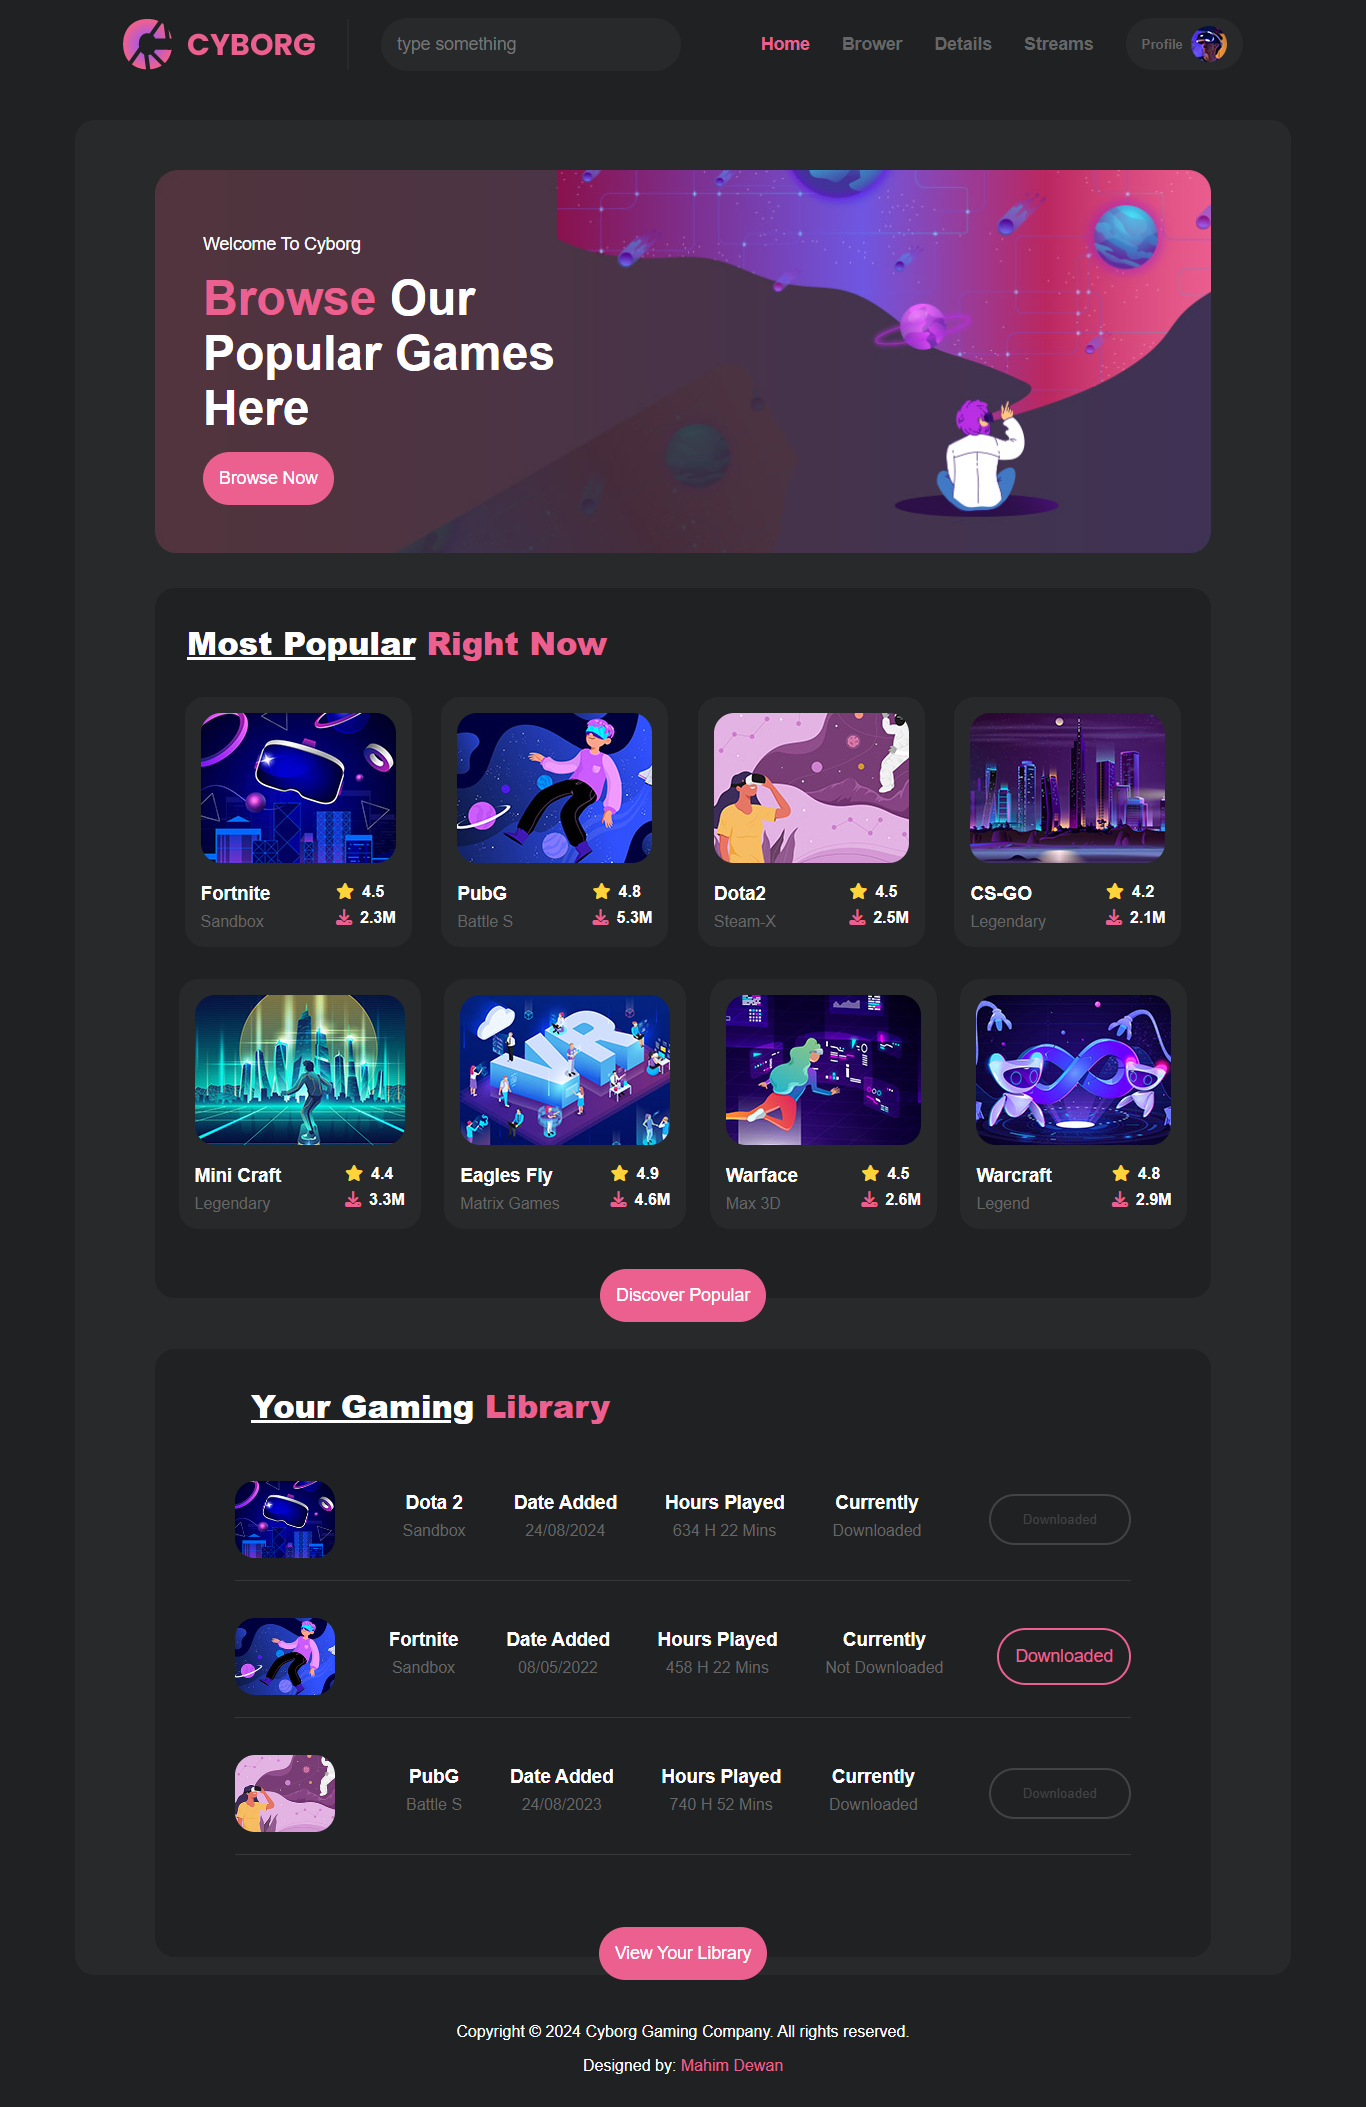 CYBORG
type something
Home
Brower
Details
Streams
Profile
Welcome To Cyborg
Browse Our
Popular Games
Here
Browse Now
Most Popular Right Now
Fortnite
4.5
Sandbox
2.3M
PubG
4.8
Battle S
5.3M
Dota2
4.5
Steam-X
2.5M
CS-GO
4.2
Legendary
2.1M
Mini Craft
4.4
Legendary
3.3M
Eagles Fly
4.9
Matrix Games
4.6M
Warface
4.5
Max 3D
2.6M
Warcraft
4.8
Legend
2.9M
Discover Popular
Your Gaming Library
Dota 2
Sandbox
Date Added
24/08/2024
Hours Played
634 H 22 Mins
Currently
Downloaded
Downloaded
Fortnite
Sandbox
Date Added
08/05/2022
Hours Played
458 H 22 Mins
Currently
Not Downloaded
Downloaded
PubG
Battle S
Date Added
24/08/2023
Hours Played
740 H 52 Mins
Currently
Downloaded
Downloaded
View Your Library
Copyright © 2024 Cyborg Gaming Company. All rights reserved.
Designed by: Mahim Dewan